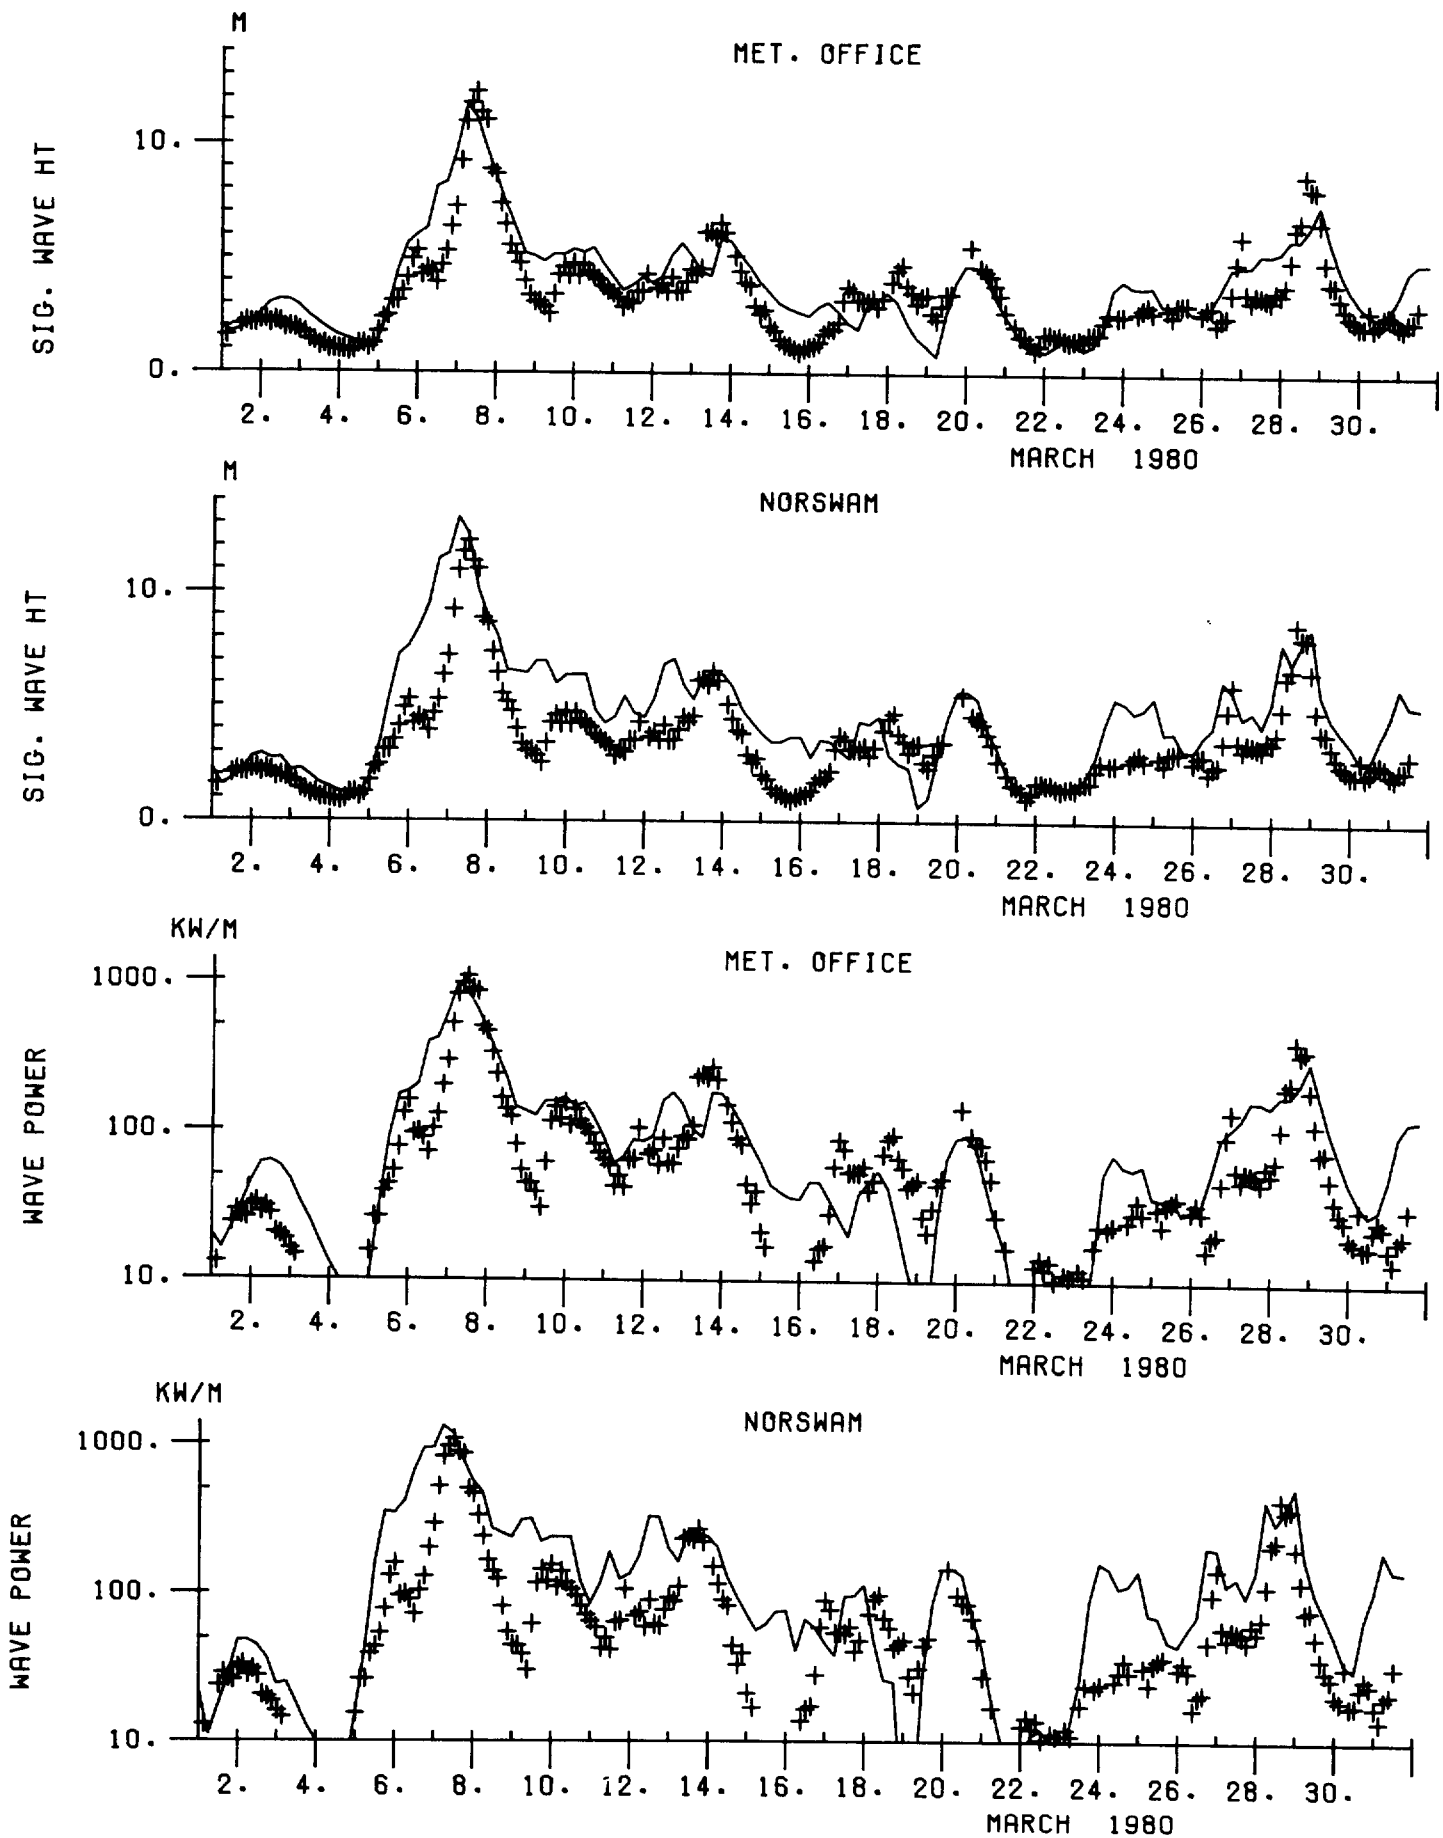 M
MET. OFFICE
SIG. WAVE HT
10.
0.
2. 4. 6. 8. 10. 12. 14. 16. 18. 20. 22. 24. 26. 28. 30.
MARCH 1980
M
NORSWAM
SIG. WAVE HT
10.
0.
2. 4. 6. 8. 10. 12. 14. 16. 18. 20. 22. 24. 26. 28. 30.
MARCH 1980
KW/M
MET. OFFICE
WAVE POWER
1000.
100.
10.
2. 4. 6. 8. 10. 12. 14. 16. 18. 20. 22. 24. 26. 28. 30.
MARCH 1980
KW/M
NORSWAM
WAVE POWER
1000.
100.
10.
2. 4. 6. 8. 10. 12. 14. 16. 18. 20. 22. 24. 26. 28. 30.
MARCH 1980